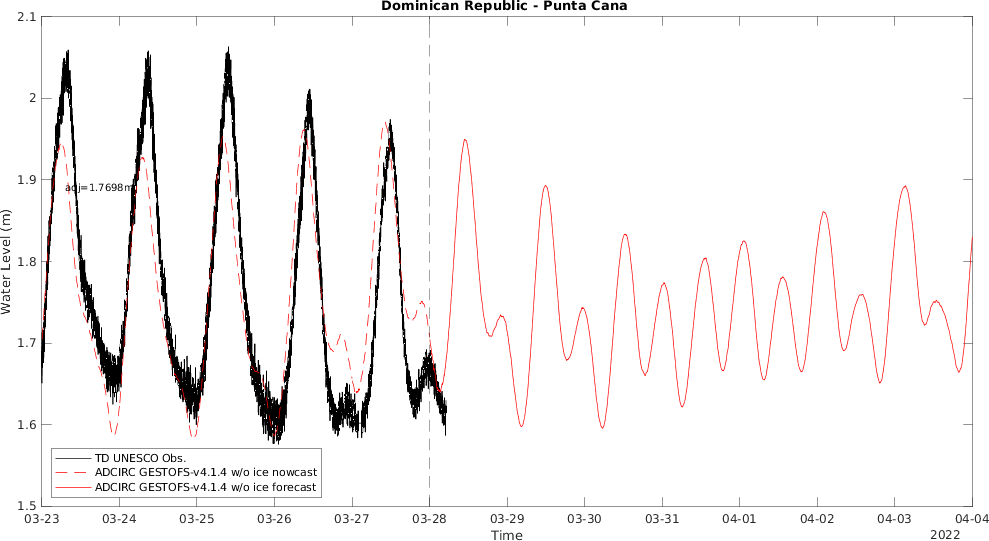 Dominican Republic - Punta Cana
2.1
2
1.9
1.8
1.7
1.6
1.5
Water Level (m)
adj=1.7698m
TD UNESCO Obs.
ADCIRC GESTOFS-v4.1.4 w/o ice nowcast
ADCIRC GESTOFS-v4.1.4 w/o ice forecast
03-23 03-24 03-25 03-26 03-27 03-28 03-29 03-30 03-31 04-01 04-02 04-03 04-04
Time
2022